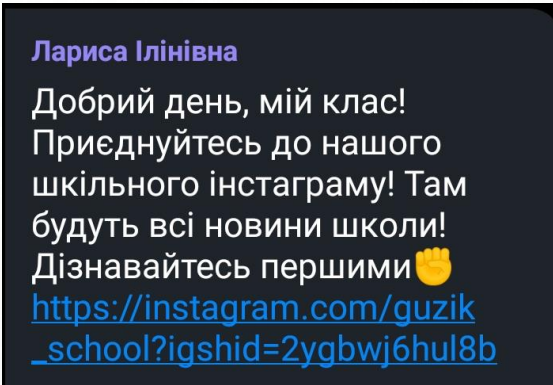 Лариса Ілінівна
Добрий день, мій клас!
Приєднуйтесь до нашого
шкільного інстаграму! Там
будуть всі новини школи!
Дізнавайтесь першими✊
https://instagram.com/guzik
_school?igshid=2ygbwj6hul8b